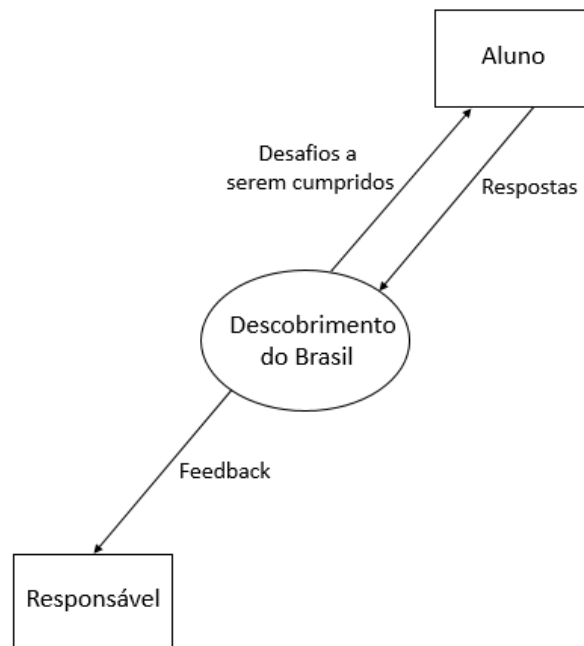 Aluno
Desafios a
serem cumpridos
Respostas
Descobrimento
do Brasil
Feedback
Responsável